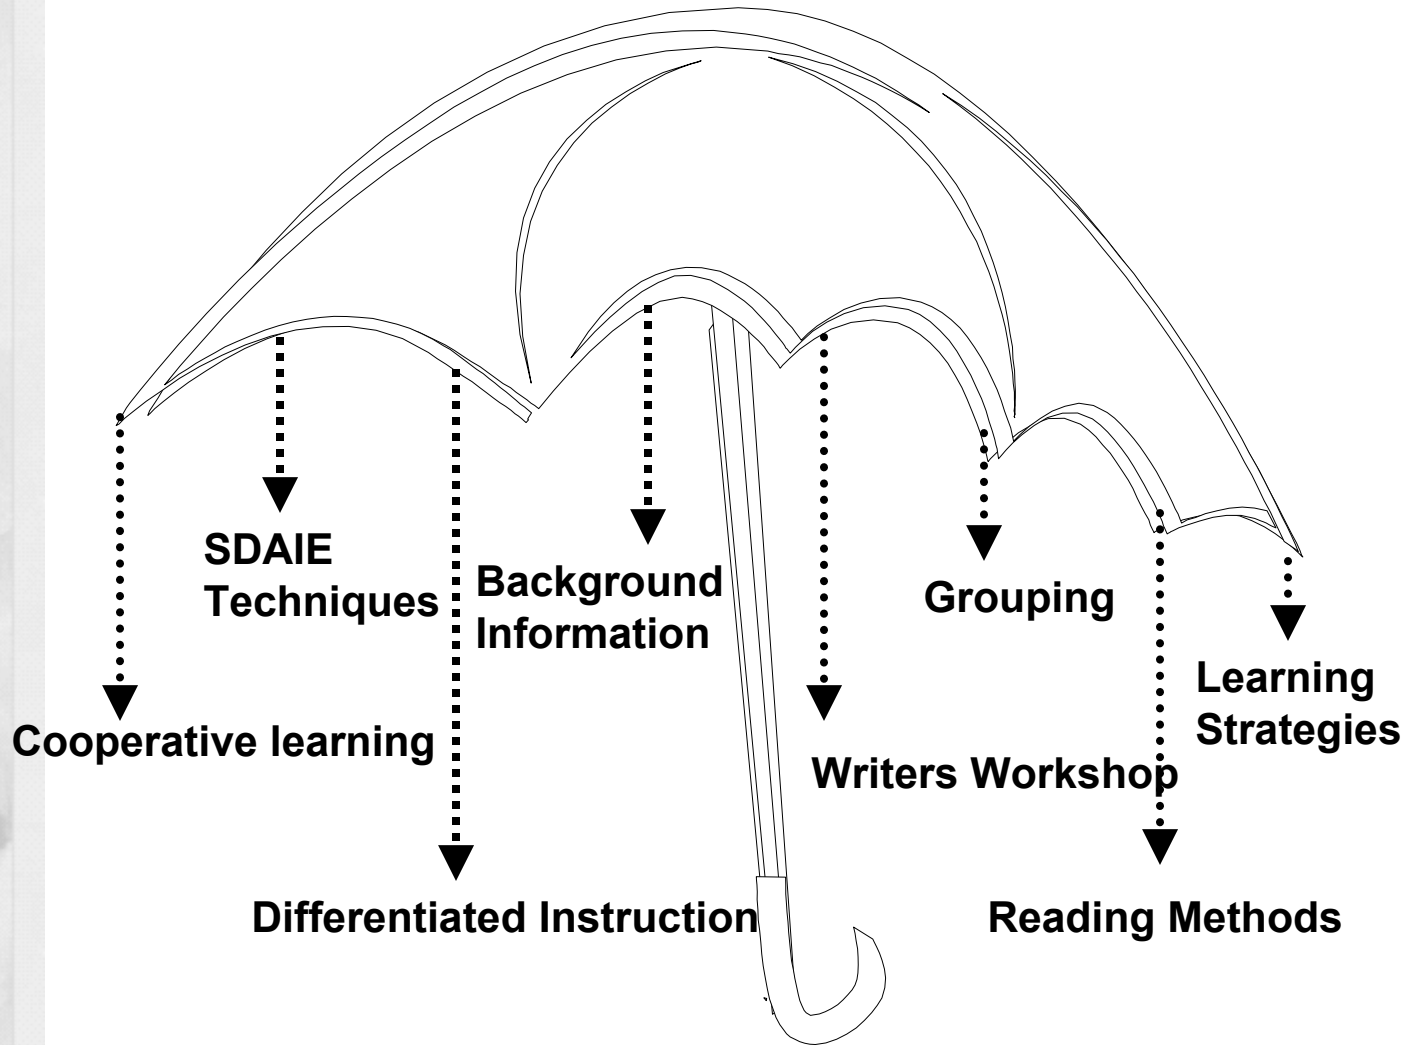 SDAIE
Techniques
Background
Information
Grouping
Learning
Strategies
Cooperative learning
Writers Workshop
Differentiated Instruction
Reading Methods